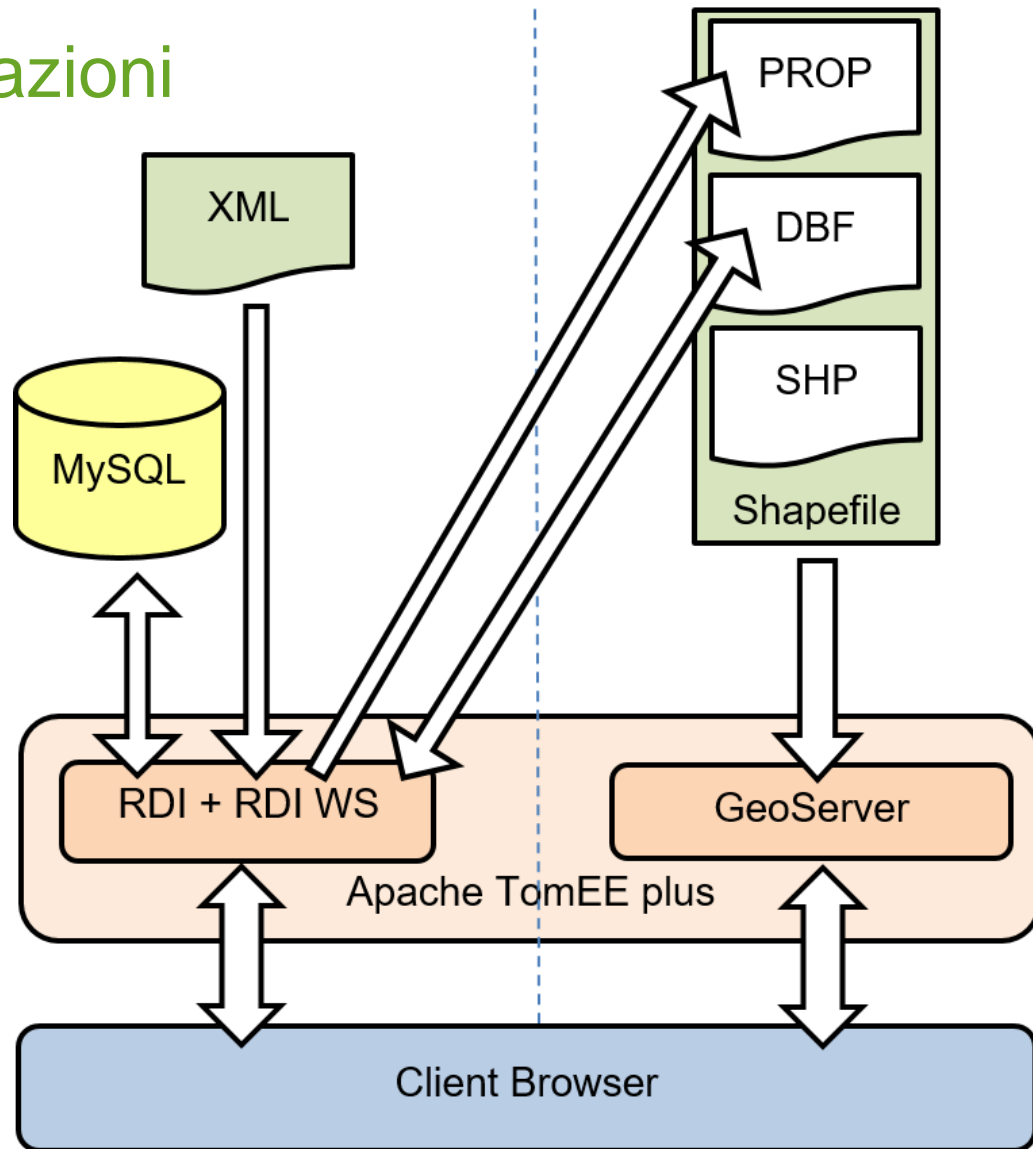 azioni
PROP
XML
DBF
SHP
MySQL
Shapefile
RDI + RDI WS
GeoServer
Apache TomEE plus
Client Browser